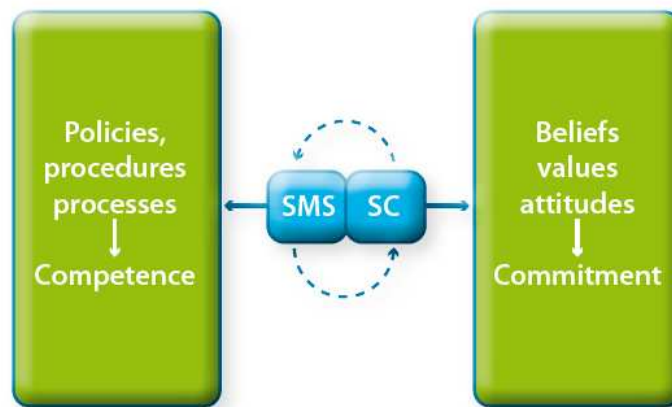 Policies,
procedures
processes
Competence
SMS
SC
Beliefs
values
attitudes
Commitment